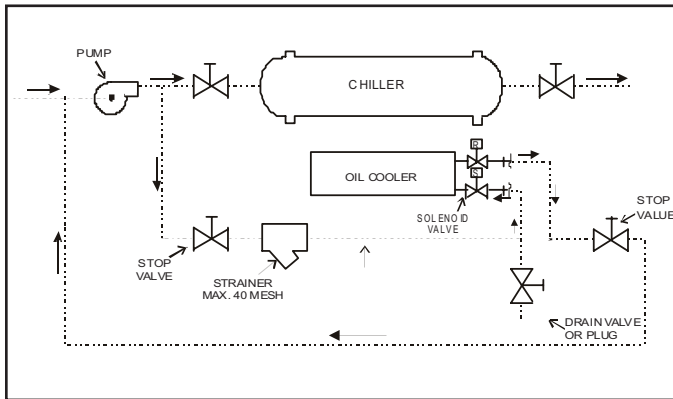 PUMP
CHILLER
R
OIL COOLER
S
SOLENOID
VALVE
STOP
VALUE
STOP
VALVE
STRAINER
MAX. 40 MESH
DRAIN VALVE
OR PLUG